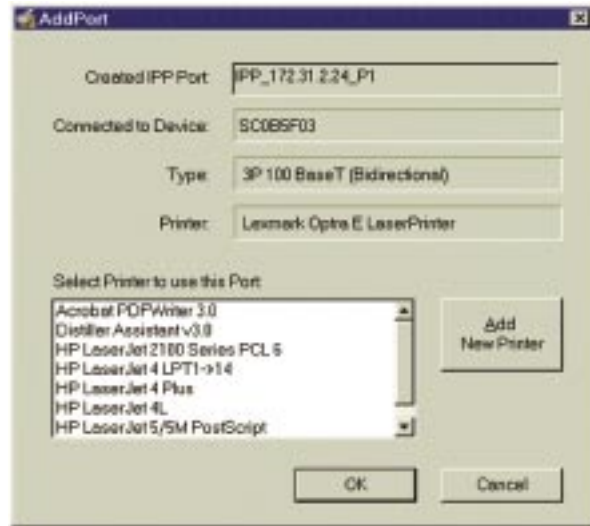 AddPort
Created IPP Port: IPP_172.31.2.24_P1
Connected to Device: SC0B5F03
Type: 3P 100 BaseT (Bidirectional)
Printer: Lexmark Optra E LaserPrinter
Select Printer to use this Port
Acrobat PDFWriter 3.0
Distiller Assistant v3.0
HP LaserJet 2100 Series PCL 6
HP LaserJet 4 LPT1->14
HP LaserJet 4 Plus
HP LaserJet 4L
HP LaserJet 5/5M PostScript
Add
New Printer
OK
Cancel